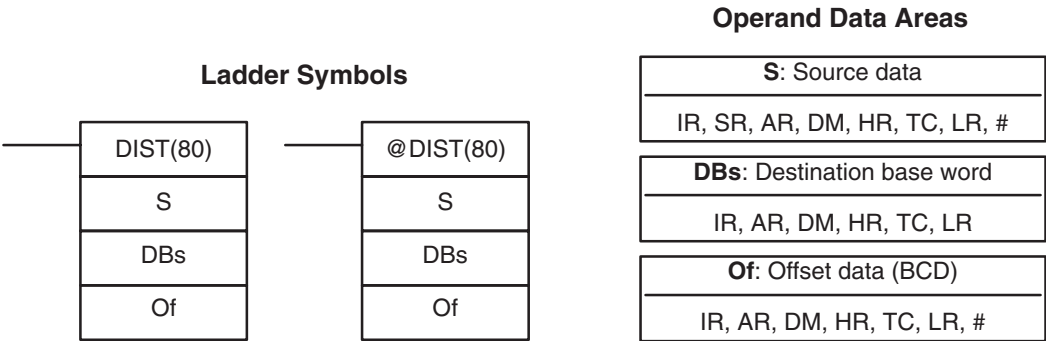 Ladder Symbols
DIST(80)
S
DBs
Of
@DIST(80)
S
DBs
Of
Operand Data Areas
S: Source data
IR, SR, AR, DM, HR, TC, LR, #
DBs: Destination base word
IR, AR, DM, HR, TC, LR
Of: Offset data (BCD)
IR, AR, DM, HR, TC, LR, #